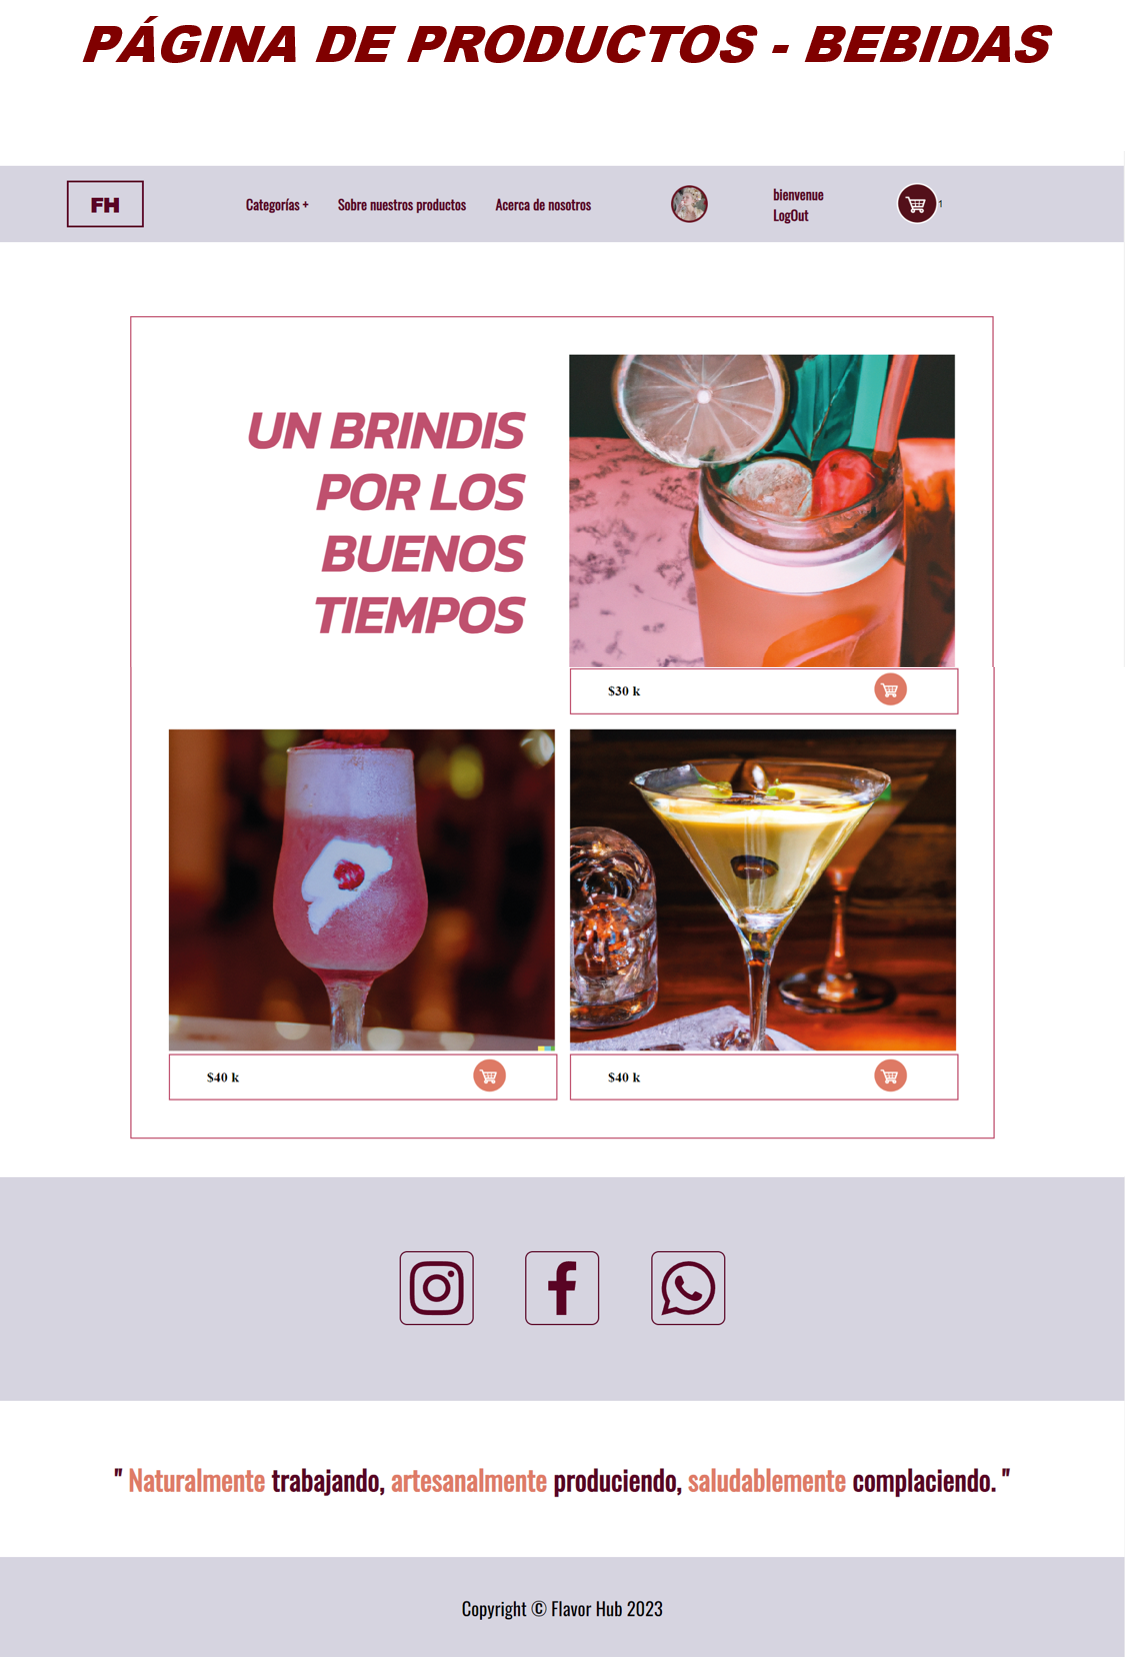 PÁGINA DE PRODUCTOS - BEBIDAS
FH
Categorías +
Sobre nuestros productos
Acerca de nosotros
bienvenue
LogOut
1
UN BRINDIS
POR LOS
BUENOS
TIEMPOS
$30 k
$40 k
$40 k
" Naturalmente trabajando, artesanalmente produciendo, saludablemente complaciendo. "
Copyright © Flavor Hub 2023